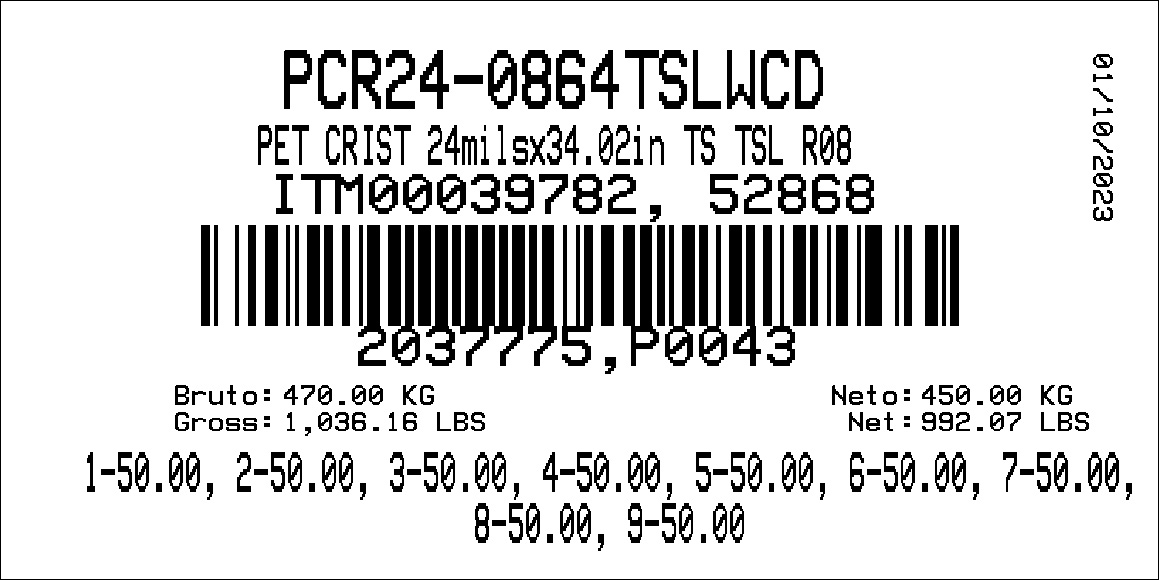 PCR24-0864TSLWCD
01/10/2023
PET CRIST 24milsx34.02in TS TSL R08
ITM00039782, 52868
2037775,P0043
Bruto: 470.00 KG
Neto: 450.00 KG
Gross: 1,036.16 LBS
Net: 992.07 LBS
1-50.00, 2-50.00, 3-50.00, 4-50.00, 5-50.00, 6-50.00, 7-50.00,
8-50.00, 9-50.00